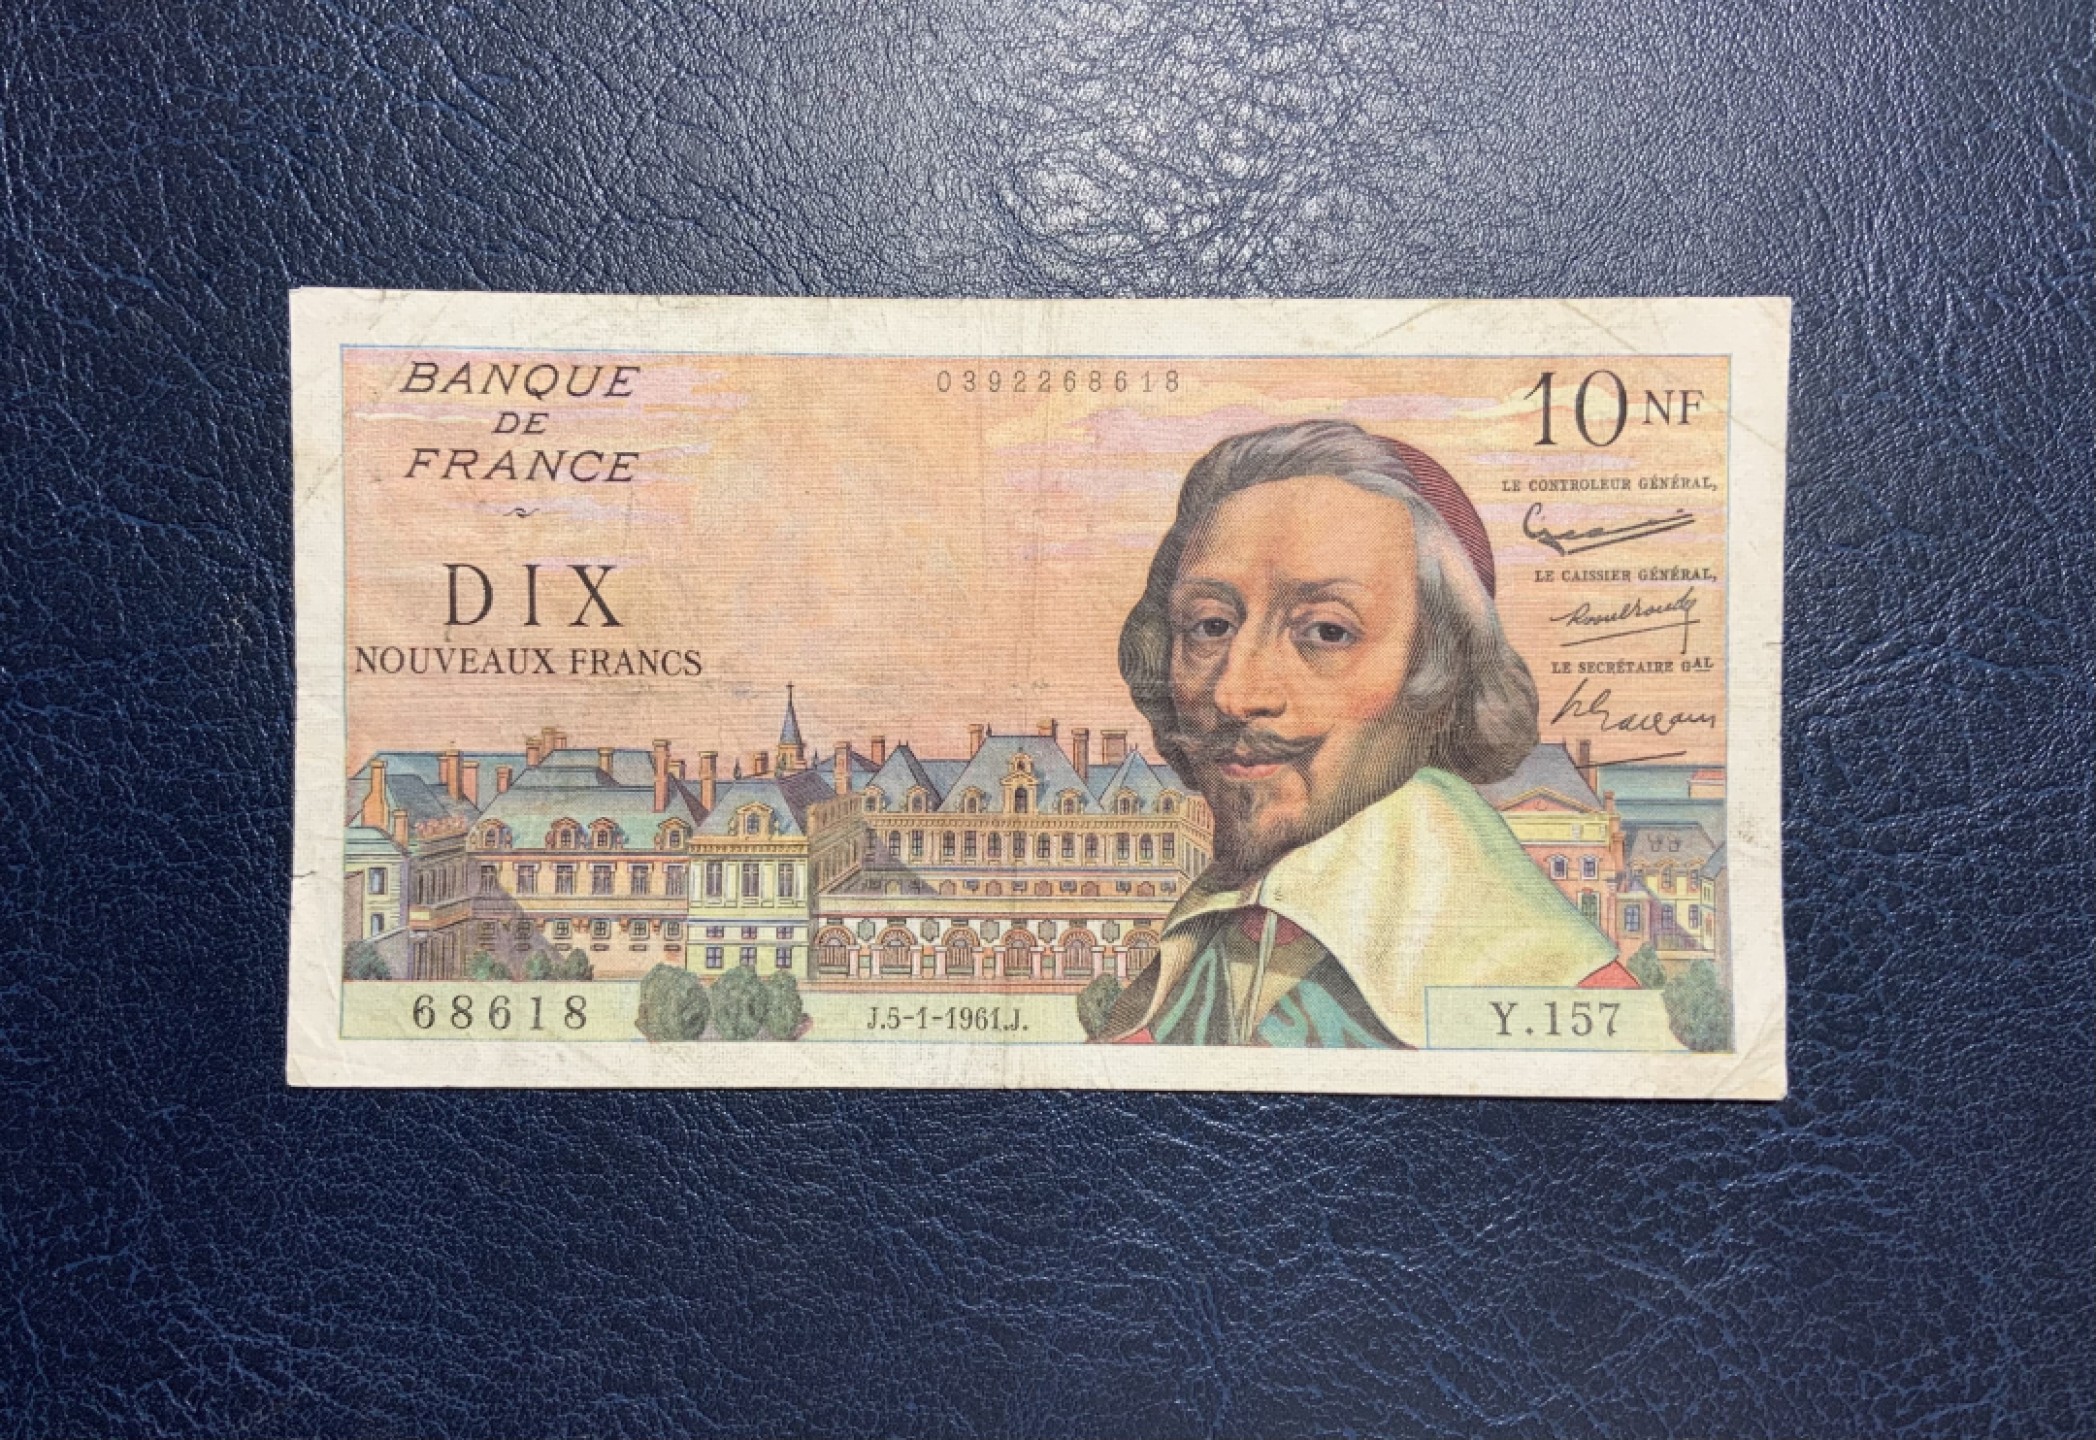 BANQUE
DE
FRANCE
DIX
NOUVEAUX FRANCS
0392268618
10 NF
LE CONTROLEUR GÉNÉRAL,
LE CAISSIER GÉNÉRAL,
LE SECRÉTAIRE GAL
68618
J.5-1-1961.J.
Y.157